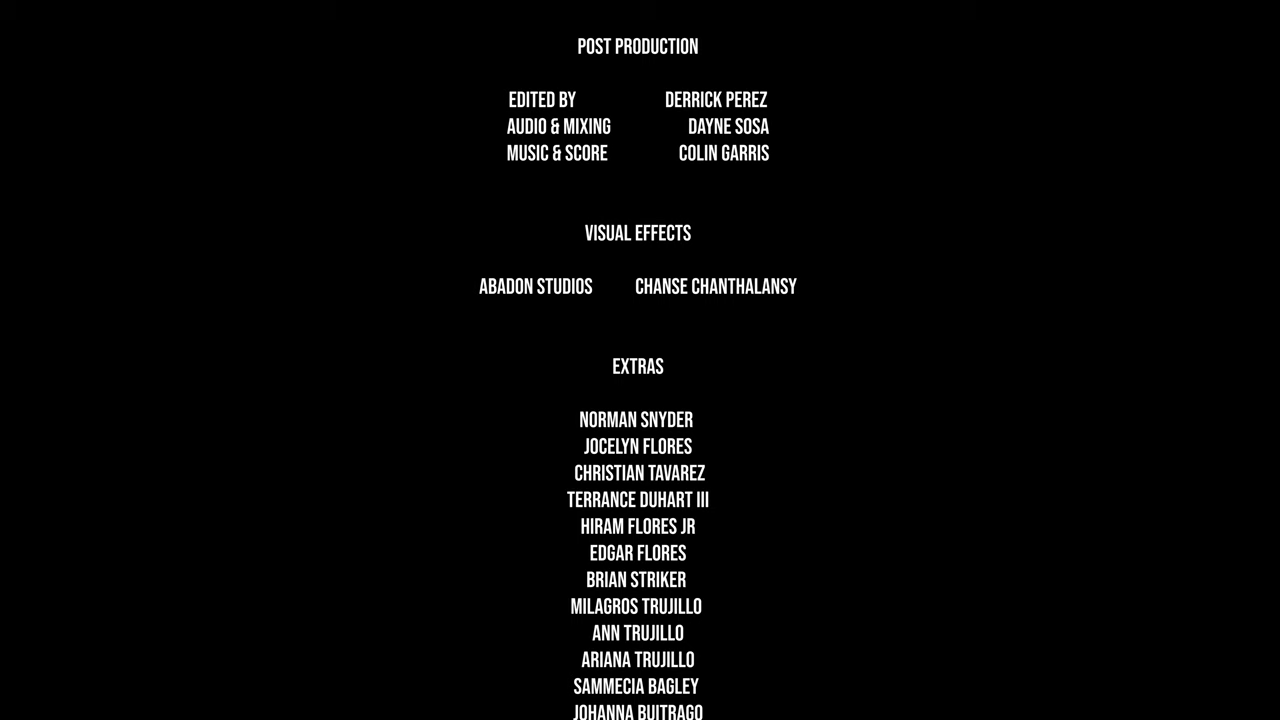 POST PRODUCTION
EDITED BY DERRICK PEREZ
AUDIO & MIXING DAYNE SOSA
MUSIC & SCORE COLIN GARRIS
VISUAL EFFECTS
ABADON STUDIOS CHANSE CHANTHALANSY
EXTRAS
NORMAN SNYDER
JOCELYN FLORES
CHRISTIAN TAVAREZ
TERRANCE DUHART III
HIRAM FLORES JR
EDGAR FLORES
BRIAN STRIKER
MILAGROS TRUJILLO
ANN TRUJILLO
ARIANA TRUJILLO
SAMMECIA BAGLEY
JOHANNA BUITRAGO